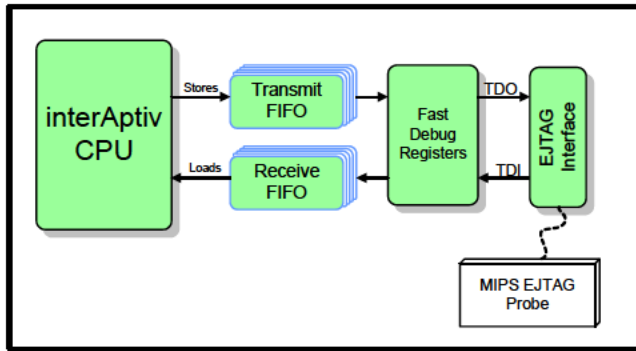 interAptiv
CPU
Stores
Transmit
FIFO
Loads
Receive
FIFO
Fast
Debug
Registers
TDO
TDI
EJTAG
Interface
MIPS EJTAG
Probe